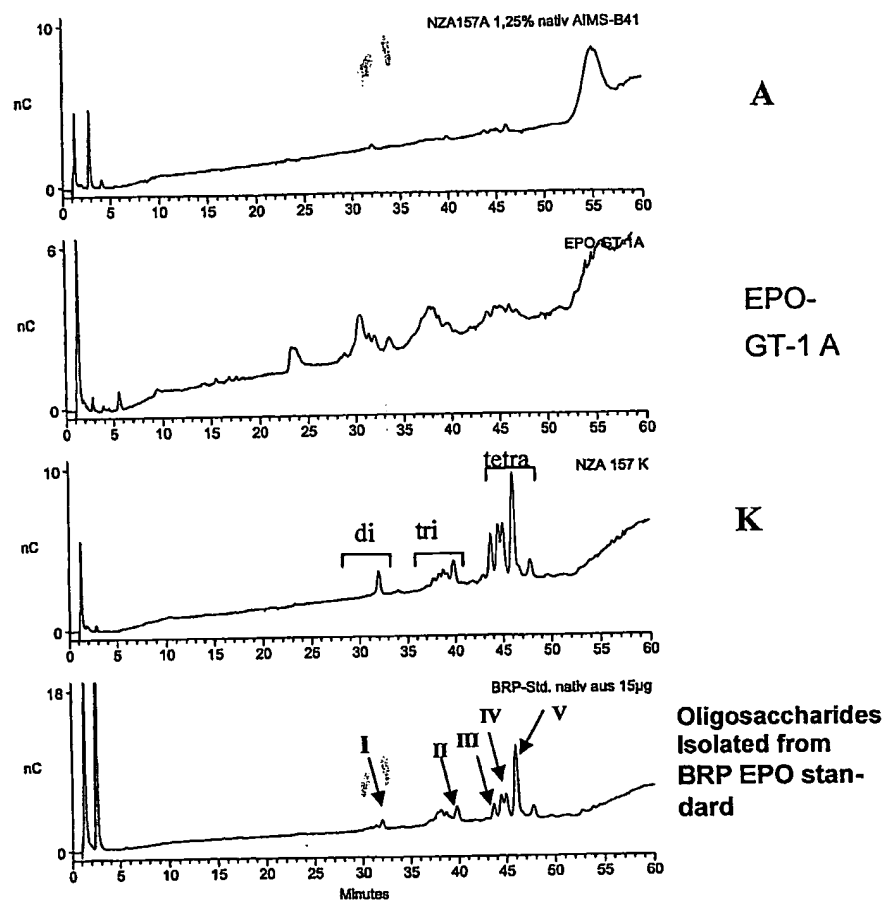 NZA157A 1,25% nativ AIMS-B41
10
5
0
nC
0 5 10 15 20 25 30 35 40 45 50 55 60
A
EPO-GT-1A
6
nC
0
0 5 10 15 20 25 30 35 40 45 50 55 60
EPO-
GT-1 A
NZA 157 K
10
nC
0
di
tri
tetra
0 5 10 15 20 25 30 35 40 45 50 55 60
K
BRP-Std. nativ aus 15µg
18
nC
0
I
II
III
IV
V
0 5 10 15 20 25 30 35 40 45 50 55 60
Minutes
Oligosaccharides
Isolated from
BRP EPO stan-
dard